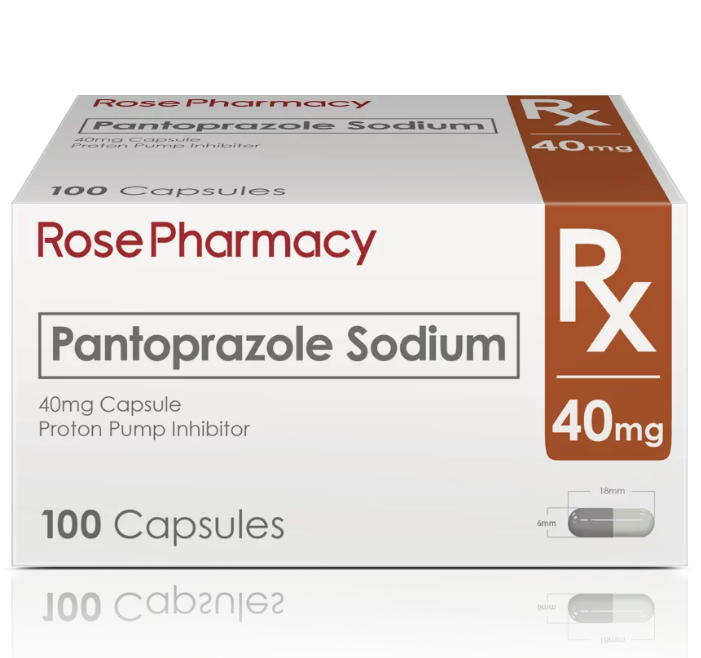 Rose Pharmacy
Pantoprazole Sodium
40mg Capsule
Proton Pump Inhibitor
100 Capsules
Rx
40mg
Rose Pharmacy
Pantoprazole Sodium
40mg Capsule
Proton Pump Inhibitor
100 Capsules
Rx
40mg
18mm
6mm